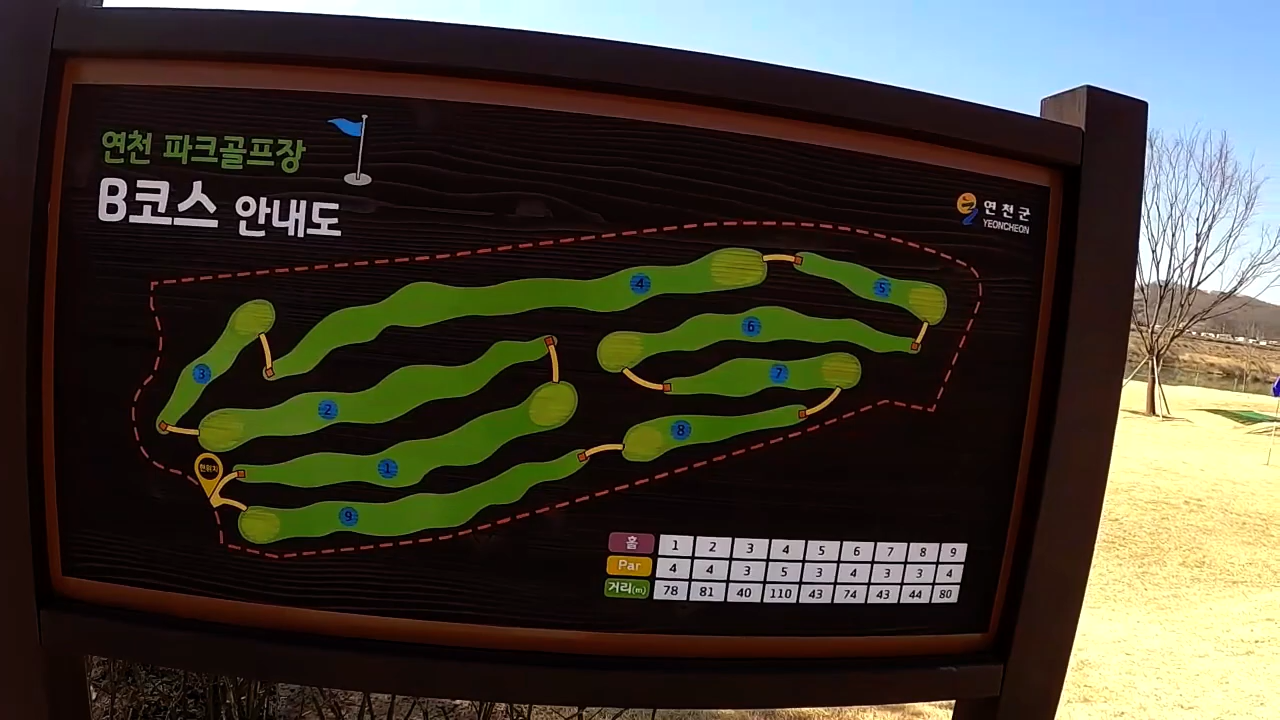 연천 파크골프장
B코스 안내도
연천군
YEONCHEON
4
5
6
3
7
2
8
1
현위치
9
홀 1 2 3 4 5 6 7 8 9
Par 4 4 3 5 3 4 3 3 4
거리(m) 78 81 40 110 43 74 43 44 80